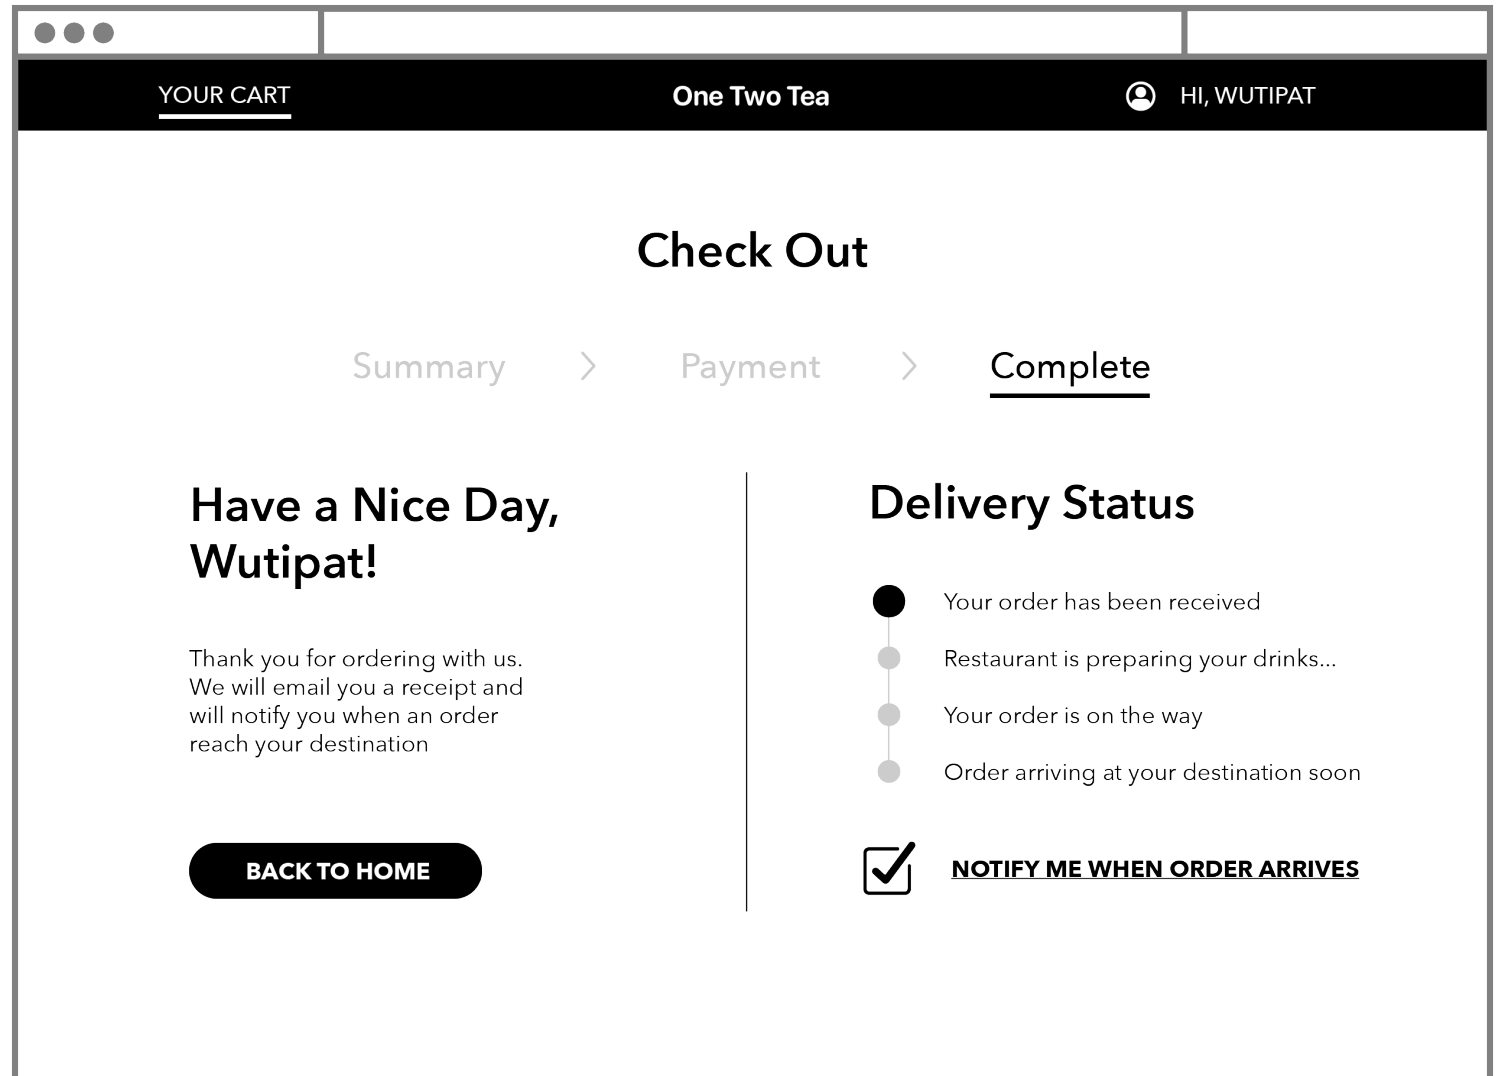 YOUR CART
One Two Tea
HI, WUTIPAT
Check Out
Summary
Payment
Complete
Have a Nice Day,
Wutipat!
Thank you for ordering with us.
We will email you a receipt and
will notify you when an order
reach your destination
BACK TO HOME
Delivery Status
Your order has been received
Restaurant is preparing your drinks...
Your order is on the way
Order arriving at your destination soon
NOTIFY ME WHEN ORDER ARRIVES